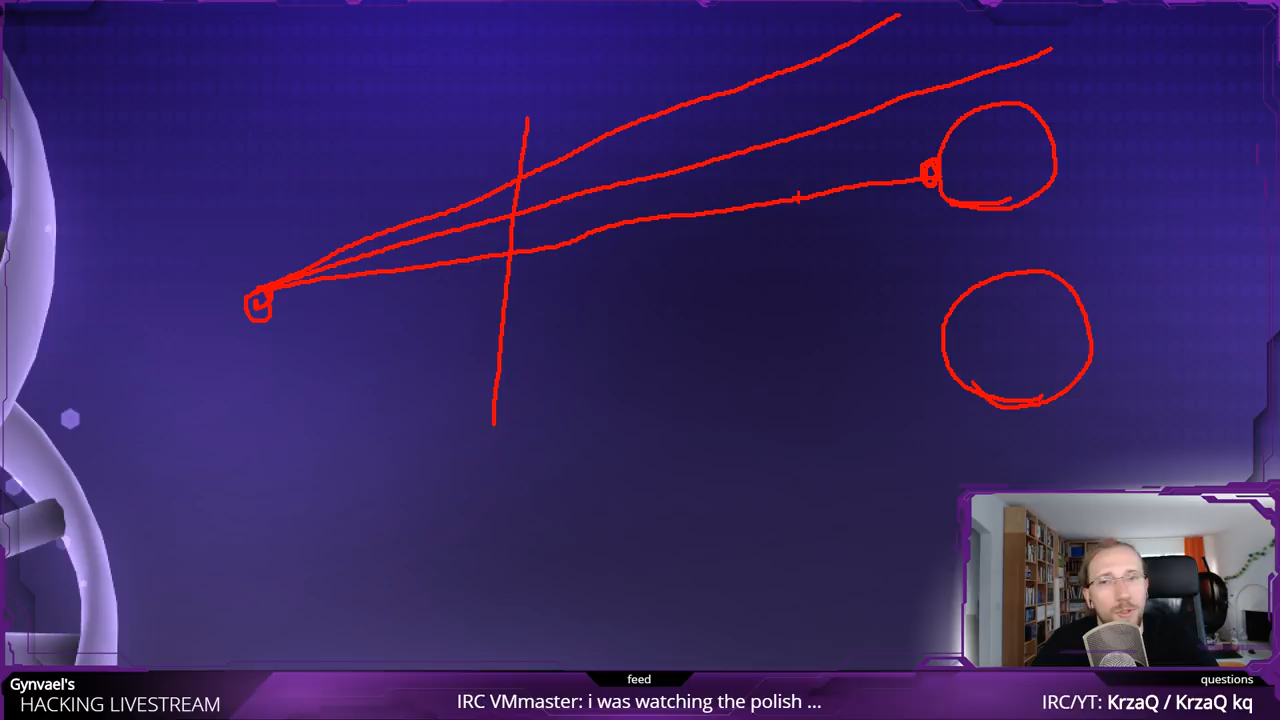 feed
questions
Gynvael's
HACKING LIVESTREAM
IRC VMmaster: i was watching the polish ...
IRC/YT: KrzaQ / KrzaQ kq